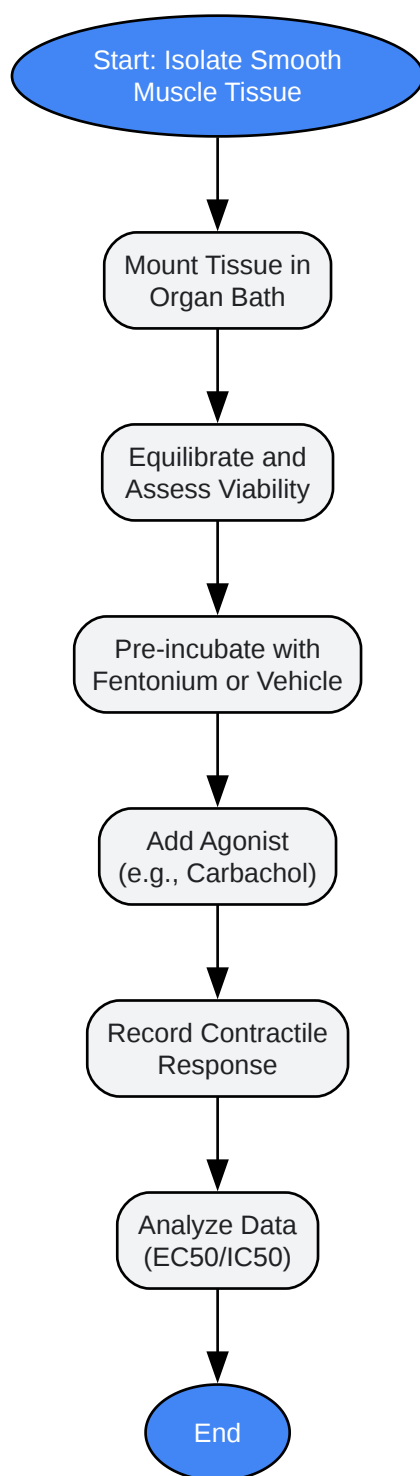 Start: Isolate Smooth
Muscle Tissue
Mount Tissue in
Organ Bath
Equilibrate and
Assess Viability
Pre-incubate with
Fentonium or Vehicle
Add Agonist
(e.g., Carbachol)
Record Contractile
Response
Analyze Data
(EC50/IC50)
End